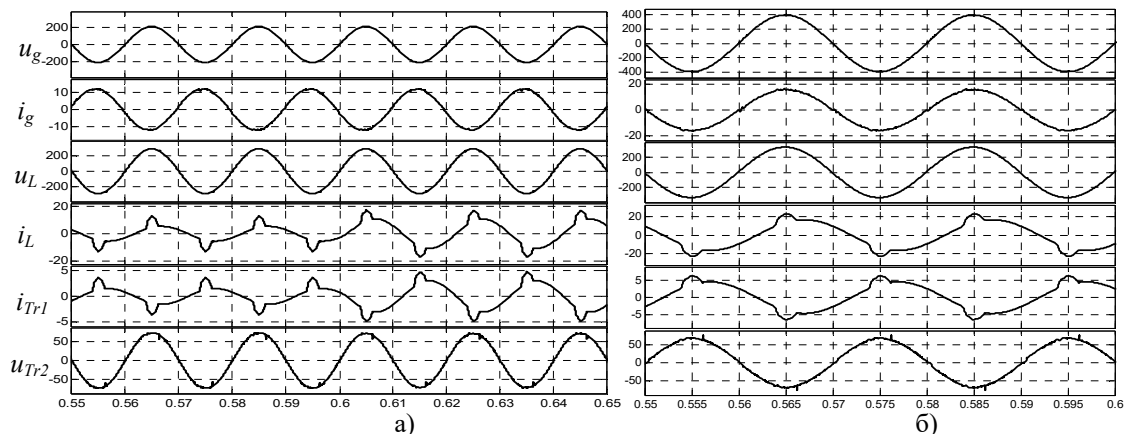 u_g 200 0 -200 400 200 0 -200 -400
i_g 10 0 -10 20 0 -20
u_L 200 0 -200 200 0 -200
i_L 20 0 -20 20 0 -20
i_Tr1 5 0 -5 5 0 -5
u_Tr2 50 0 -50 50 0 -50
0.55 0.56 0.57 0.58 0.59 0.6 0.61 0.62 0.63 0.64 0.65 0.55 0.555 0.56 0.565 0.57 0.575 0.58 0.585 0.59 0.595 0.6
а) б)